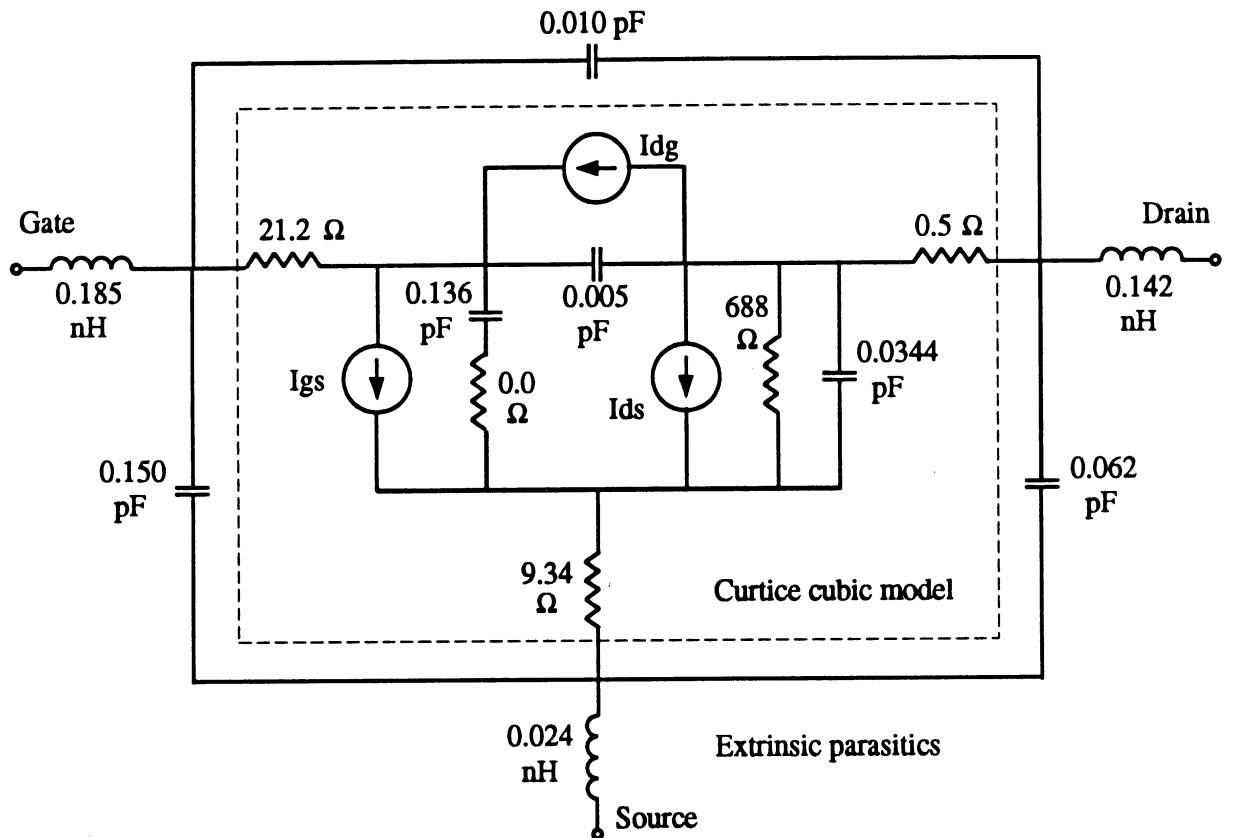 0.010 pF
Idg
Gate
21.2 Ω
0.5 Ω
Drain
0.185
nH
0.136
pF
0.005
pF
688
Ω
0.142
nH
Igs
0.0
Ω
Ids
0.0344
pF
0.150
pF
0.062
pF
9.34
Ω
Curtice cubic model
0.024
nH
Extrinsic parasitics
Source